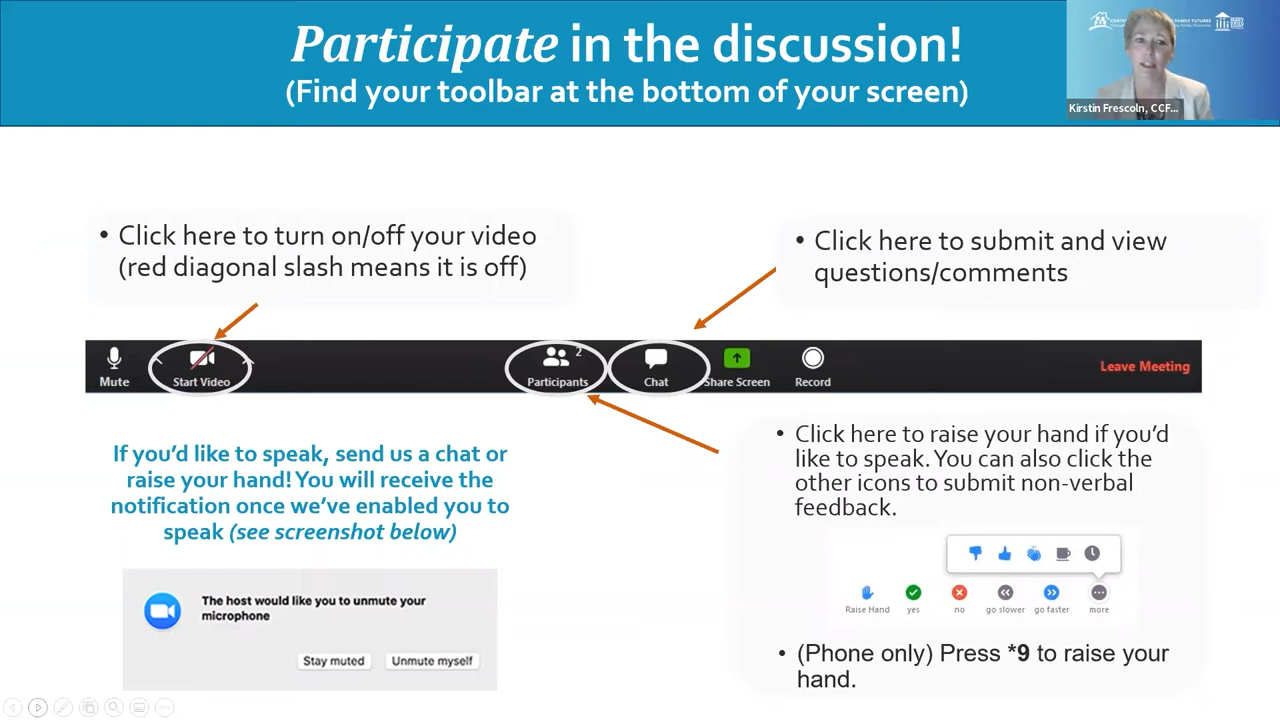 Participate in the discussion!
(Find your toolbar at the bottom of your screen)
FAMILY FUTURES
Kirstin Frescoln, CCF...
• Click here to turn on/off your video
(red diagonal slash means it is off)
• Click here to submit and view
questions/comments
2
Mute
Start Video
Participants
Chat
Share Screen
Record
Leave Meeting
If you'd like to speak, send us a chat or
raise your hand! You will receive the
notification once we've enabled you to
speak (see screenshot below)
The host would like you to unmute your
microphone
Stay muted
Unmute myself
• Click here to raise your hand if you'd
like to speak. You can also click the
other icons to submit non-verbal
feedback.
Raise Hand
yes
no
go slower
go faster
more
• (Phone only) Press *9 to raise your
hand.